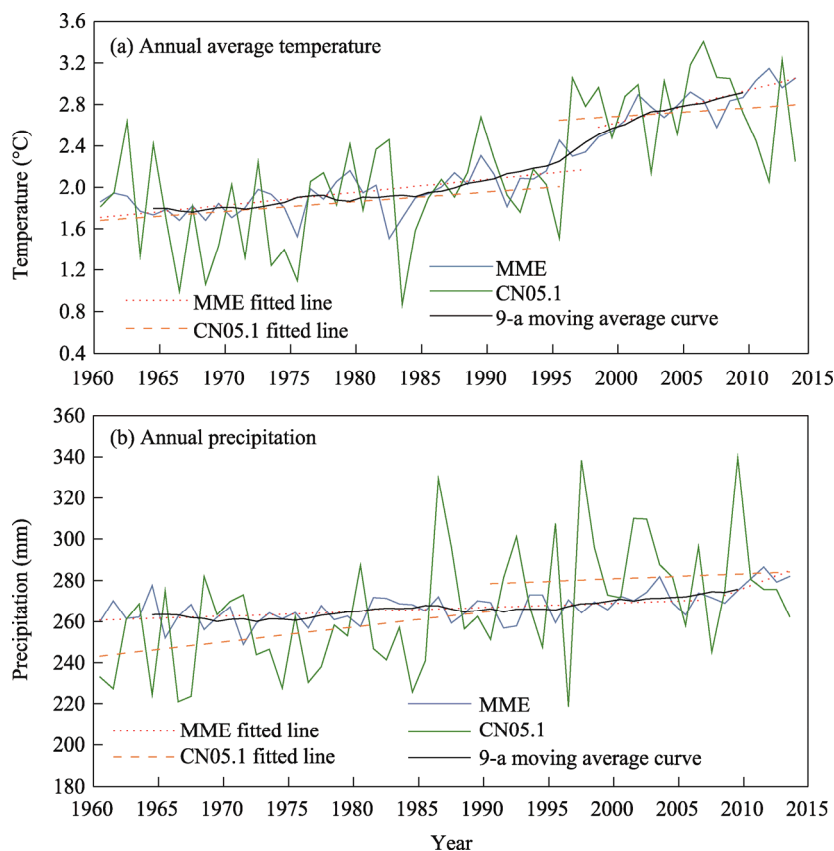 (a) Annual average temperature
Temperature (°C)
3.6
3.2
2.8
2.4
2.0
1.6
1.2
0.8
0.4
MME fitted line
CN05.1 fitted line
MME
CN05.1
9-a moving average curve
1960 1965 1970 1975 1980 1985 1990 1995 2000 2005 2010 2015
(b) Annual precipitation
Precipitation (mm)
360
340
320
300
280
260
240
220
200
180
MME fitted line
CN05.1 fitted line
MME
CN05.1
9-a moving average curve
1960 1965 1970 1975 1980 1985 1990 1995 2000 2005 2010 2015
Year